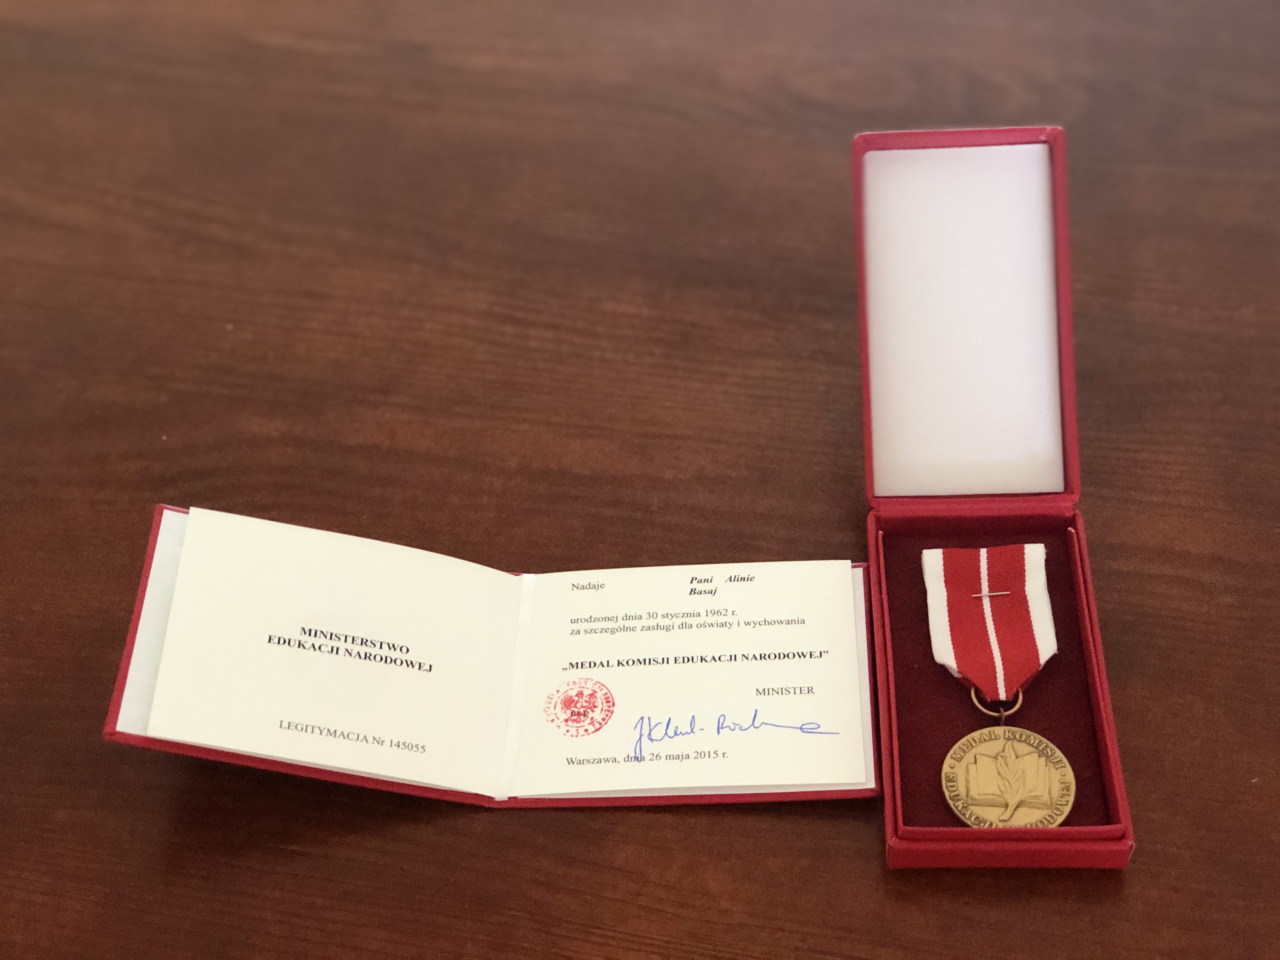 MINISTERSTWO
EDUKACJI NARODOWEJ
LEGITYMACJA Nr 145055
Nadaje Pani Alinie
Basaj
urodzonej dnia 30 stycznia 1962 r.
za szczególne zasługi dla oświaty i wychowania
„MEDAL KOMISJI EDUKACJI NARODOWEJ”
MINISTER
Warszawa, dnia 26 maja 2015 r.
MEDAL KOMISJI
EDUKACJI NARODOWEJ